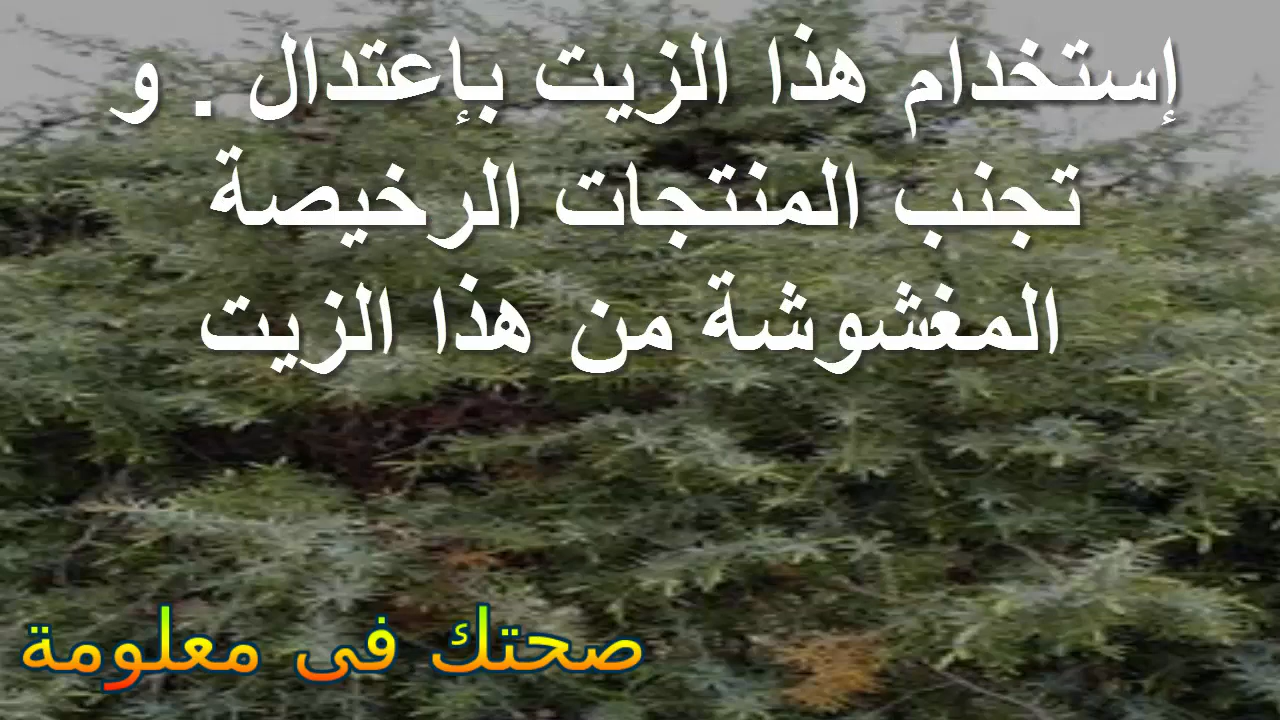 إستخدام هذا الزيت بإعتدال . و
تجنب المنتجات الرخيصة
المغشوشة من هذا الزيت
صحتك فى معلومة